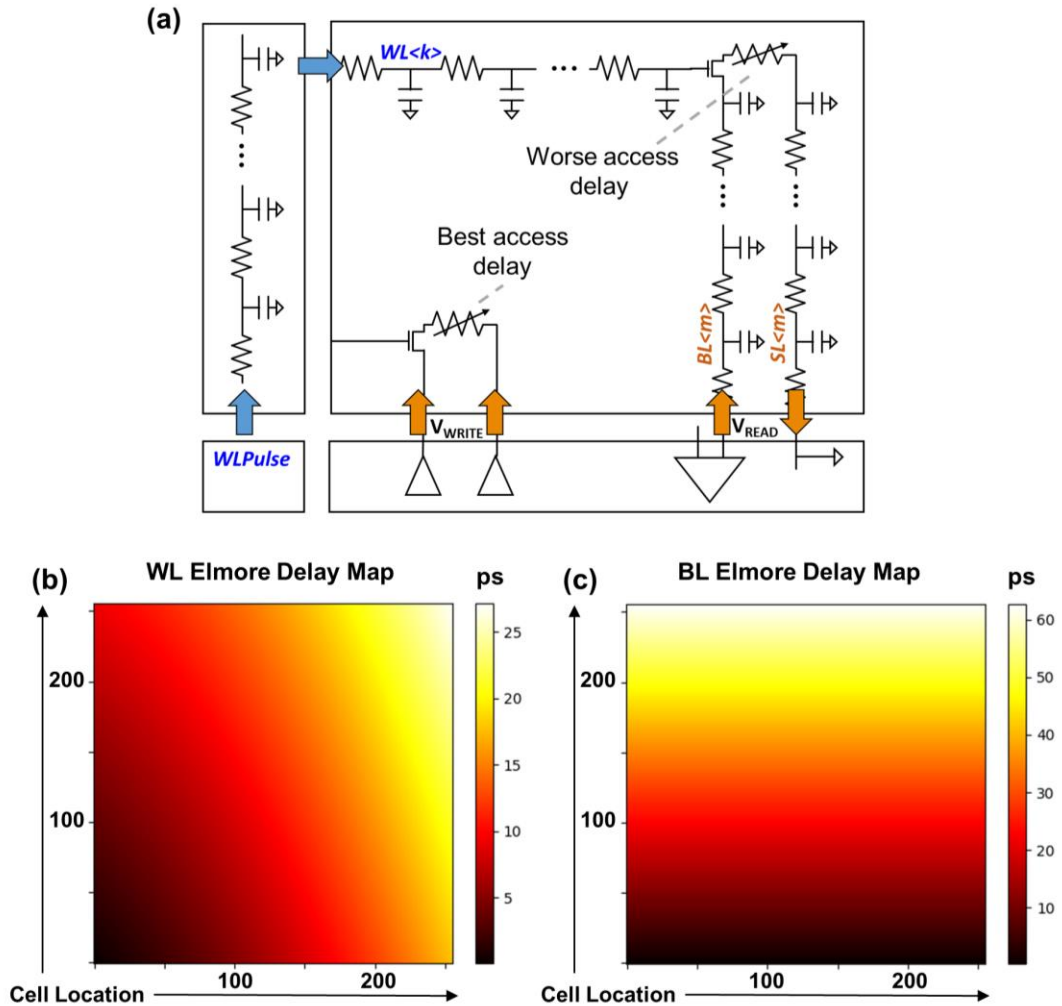 (a)
WL<k>
Worse access
delay
Best access
delay
BL<m>
SL<m>
VWRITE
VREAD
WLPulse
(b) WL Elmore Delay Map ps
25
20
15
10
5
200
100
100 200
Cell Location
(c) BL Elmore Delay Map ps
60
50
40
30
20
10
200
100
100 200
Cell Location